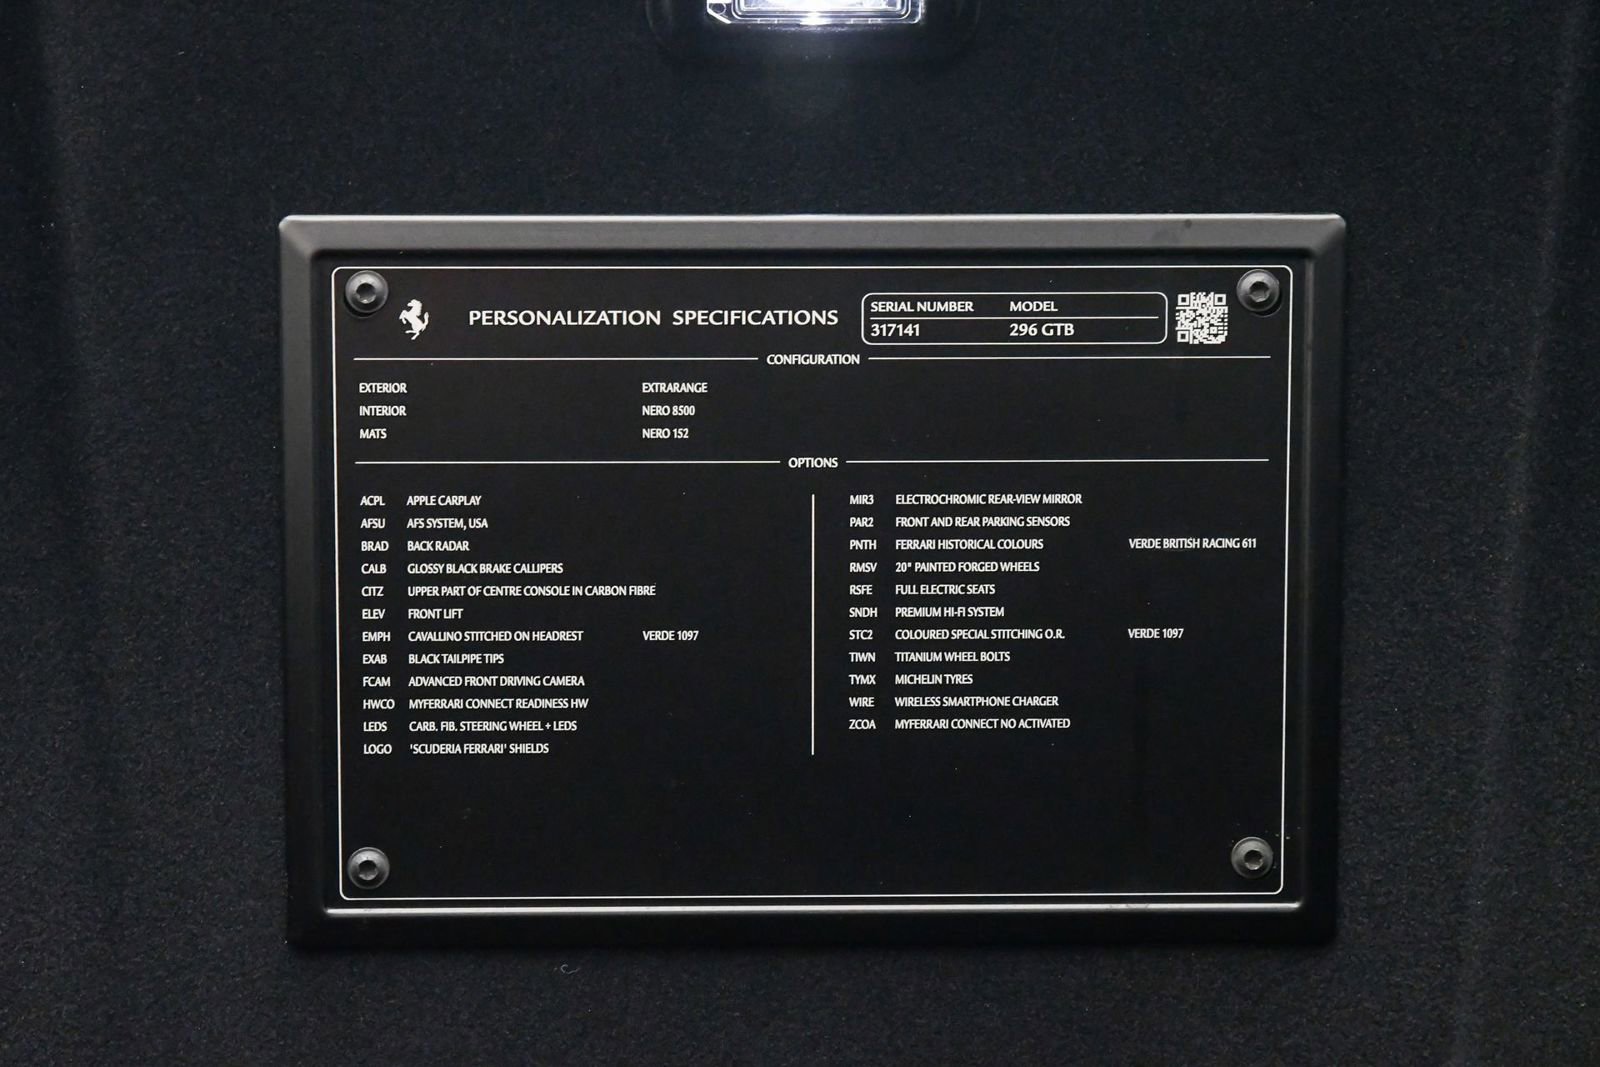 PERSONALIZATION SPECIFICATIONS
SERIAL NUMBER MODEL
317141 296 GTB
CONFIGURATION
EXTERIOR EXTRARANGE
INTERIOR NERO 8500
MATS NERO 152
OPTIONS
ACPL APPLE CARPLAY
AFSU AFS SYSTEM, USA
BRAD BACK RADAR
CALB GLOSSY BLACK BRAKE CALLIPERS
CITZ UPPER PART OF CENTRE CONSOLE IN CARBON FIBRE
ELEV FRONT LIFT
EMPH CAVALLINO STITCHED ON HEADREST VERDE 1097
EXAB BLACK TAILPIPE TIPS
FCAM ADVANCED FRONT DRIVING CAMERA
HWCO MYFERRARI CONNECT READINESS HW
LEDS CARB. FIB. STEERING WHEEL + LEDS
LOGO 'SCUDERIA FERRARI' SHIELDS
MIR3 ELECTROCHROMIC REAR-VIEW MIRROR
PAR2 FRONT AND REAR PARKING SENSORS
PNTH FERRARI HISTORICAL COLOURS VERDE BRITISH RACING 611
RMSV 20" PAINTED FORGED WHEELS
RSFE FULL ELECTRIC SEATS
SNDH PREMIUM HI-FI SYSTEM
STC2 COLOURED SPECIAL STITCHING O.R. VERDE 1097
TIWN TITANIUM WHEEL BOLTS
TYMX MICHELIN TYRES
WIRE WIRELESS SMARTPHONE CHARGER
ZCOA MYFERRARI CONNECT NO ACTIVATED